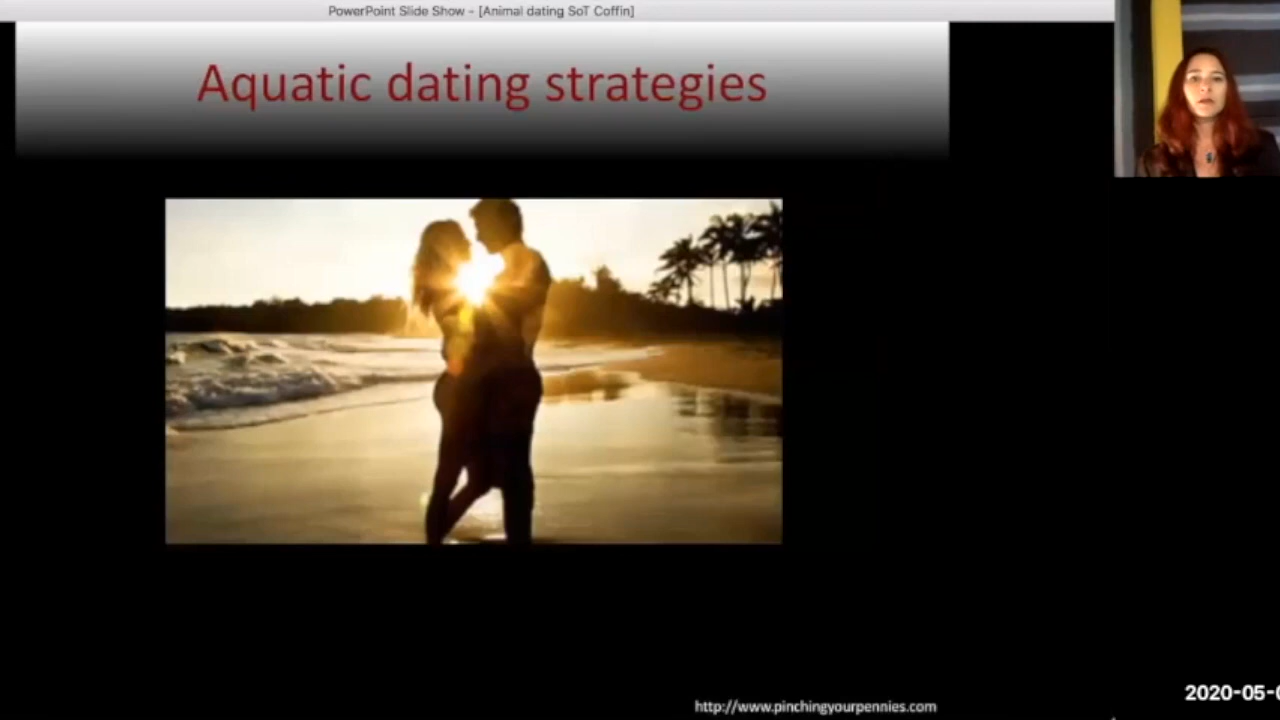 PowerPoint Slide Show - [Animal dating SoT Coffin]
Aquatic dating strategies
http://www.pinchingyourpennies.com
2020-05-0